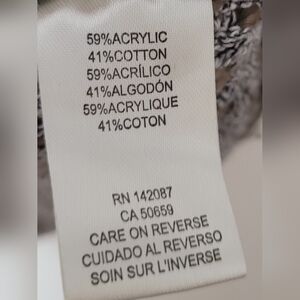 59%ACRYLIC
41%COTTON
59%ACRÍLICO
41%ALGODÓN
59%ACRYLIQUE
41%COTON
RN 142087
CA 50659
CARE ON REVERSE
CUIDADO AL REVERSO
SOIN SUR L'INVERSE